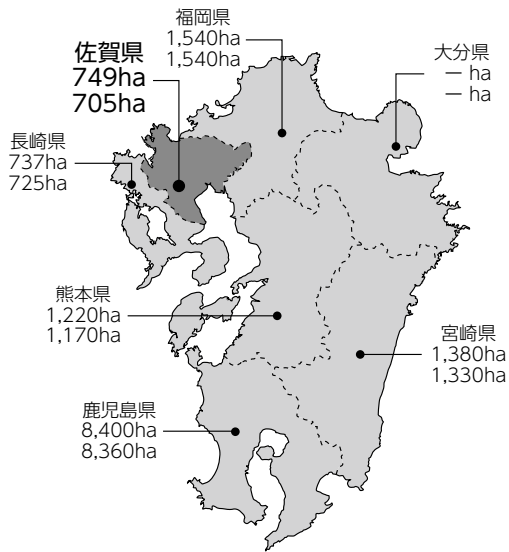 福岡県
1,540ha
1,540ha
佐賀県
749ha
705ha
大分県
― ha
― ha
長崎県
737ha
725ha
熊本県
1,220ha
1,170ha
宮崎県
1,380ha
1,330ha
鹿児島県
8,400ha
8,360ha